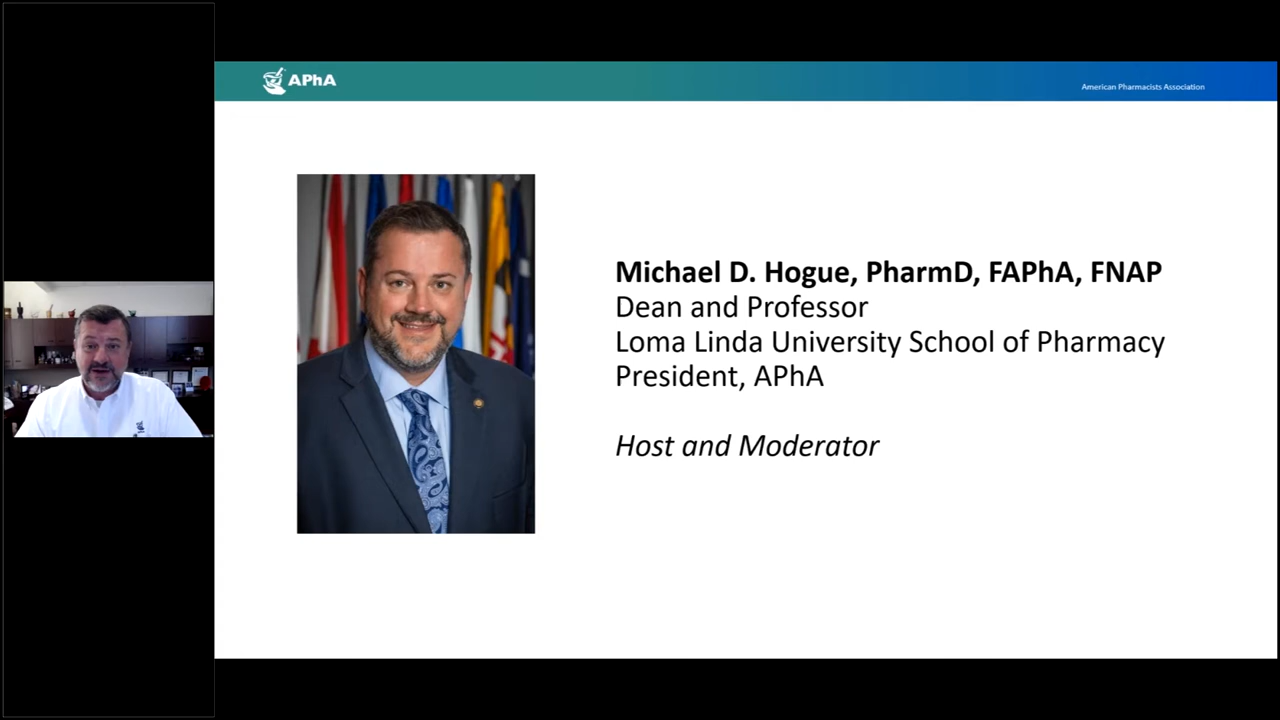 APhA
American Pharmacists Association
Michael D. Hogue, PharmD, FAPhA, FNAP
Dean and Professor
Loma Linda University School of Pharmacy
President, APhA
Host and Moderator